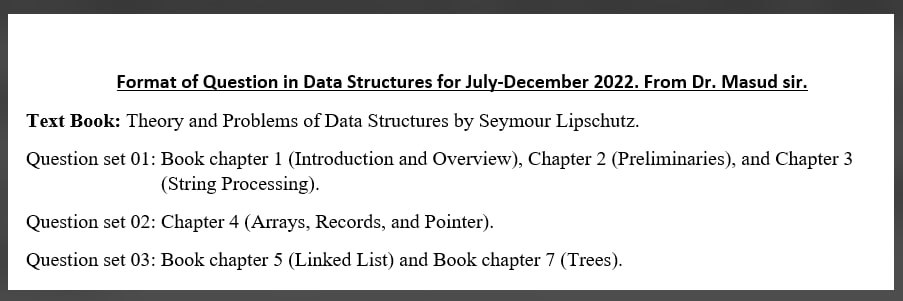 Format of Question in Data Structures for July-December 2022. From Dr. Masud sir.
Text Book: Theory and Problems of Data Structures by Seymour Lipschutz.
Question set 01: Book chapter 1 (Introduction and Overview), Chapter 2 (Preliminaries), and Chapter 3
(String Processing).
Question set 02: Chapter 4 (Arrays, Records, and Pointer).
Question set 03: Book chapter 5 (Linked List) and Book chapter 7 (Trees).